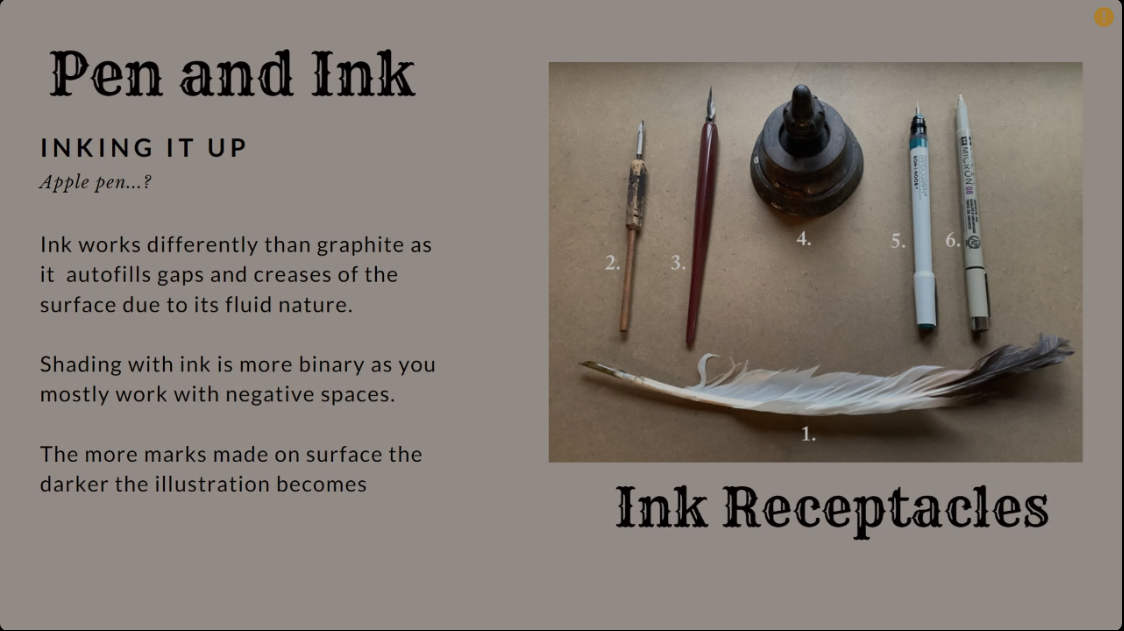 Pen and Ink
INKING IT UP
Apple pen...?
Ink works differently than graphite as
it autofills gaps and creases of the
surface due to its fluid nature.
Shading with ink is more binary as you
mostly work with negative spaces.
The more marks made on surface the
darker the illustration becomes
2.
3.
4.
5.
6.
MICRON
1.
Ink Receptacles